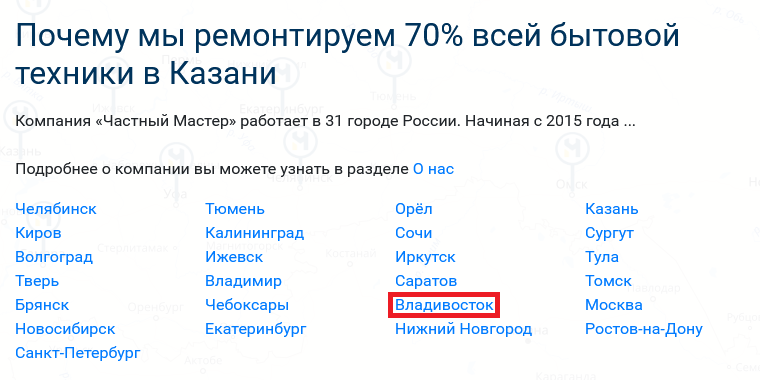 Почему мы ремонтируем 70% всей бытовой
техники в Казани
Компания «Частный Мастер» работает в 31 городе России. Начиная с 2015 года ...
Подробнее о компании вы можете узнать в разделе О нас
Челябинск Тюмень Орёл Казань
Киров Калининград Сочи Сургут
Волгоград Ижевск Иркутск Тула
Тверь Владимир Саратов Томск
Брянск Чебоксары Владивосток Москва
Новосибирск Екатеринбург Нижний Новгород Ростов-на-Дону
Санкт-Петербург